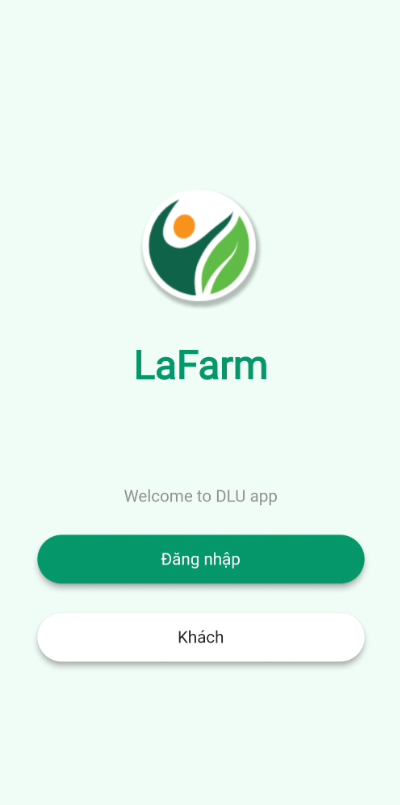 LaFarm
Welcome to DLU app
Đăng nhập
Khách